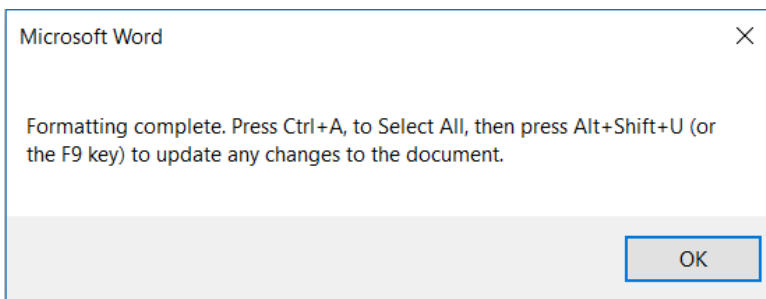 Microsoft Word
Formatting complete. Press Ctrl+A, to Select All, then press Alt+Shift+U (or
the F9 key) to update any changes to the document.
OK